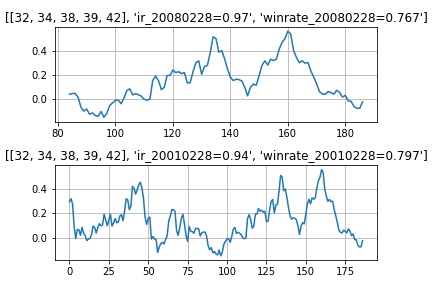 [[32, 34, 38, 39, 42], 'ir_20080228=0.97', 'winrate_20080228=0.767']
0.4
0.2
0.0
80 100 120 140 160 180
[[32, 34, 38, 39, 42], 'ir_20010228=0.94', 'winrate_20010228=0.797']
0.4
0.2
0.0
0 25 50 75 100 125 150 175